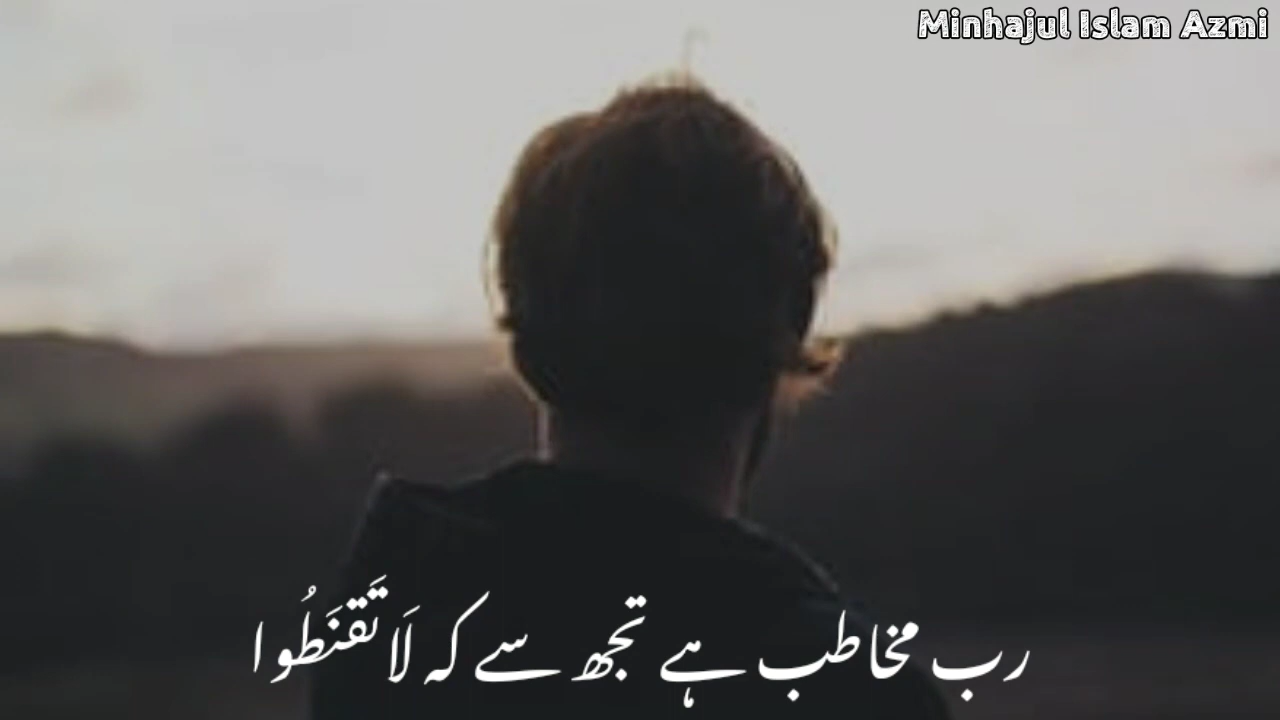 Minhajul Islam Azmi
رب مخاطب ہے تجھ سے کہ لَا تَقنَطُوا